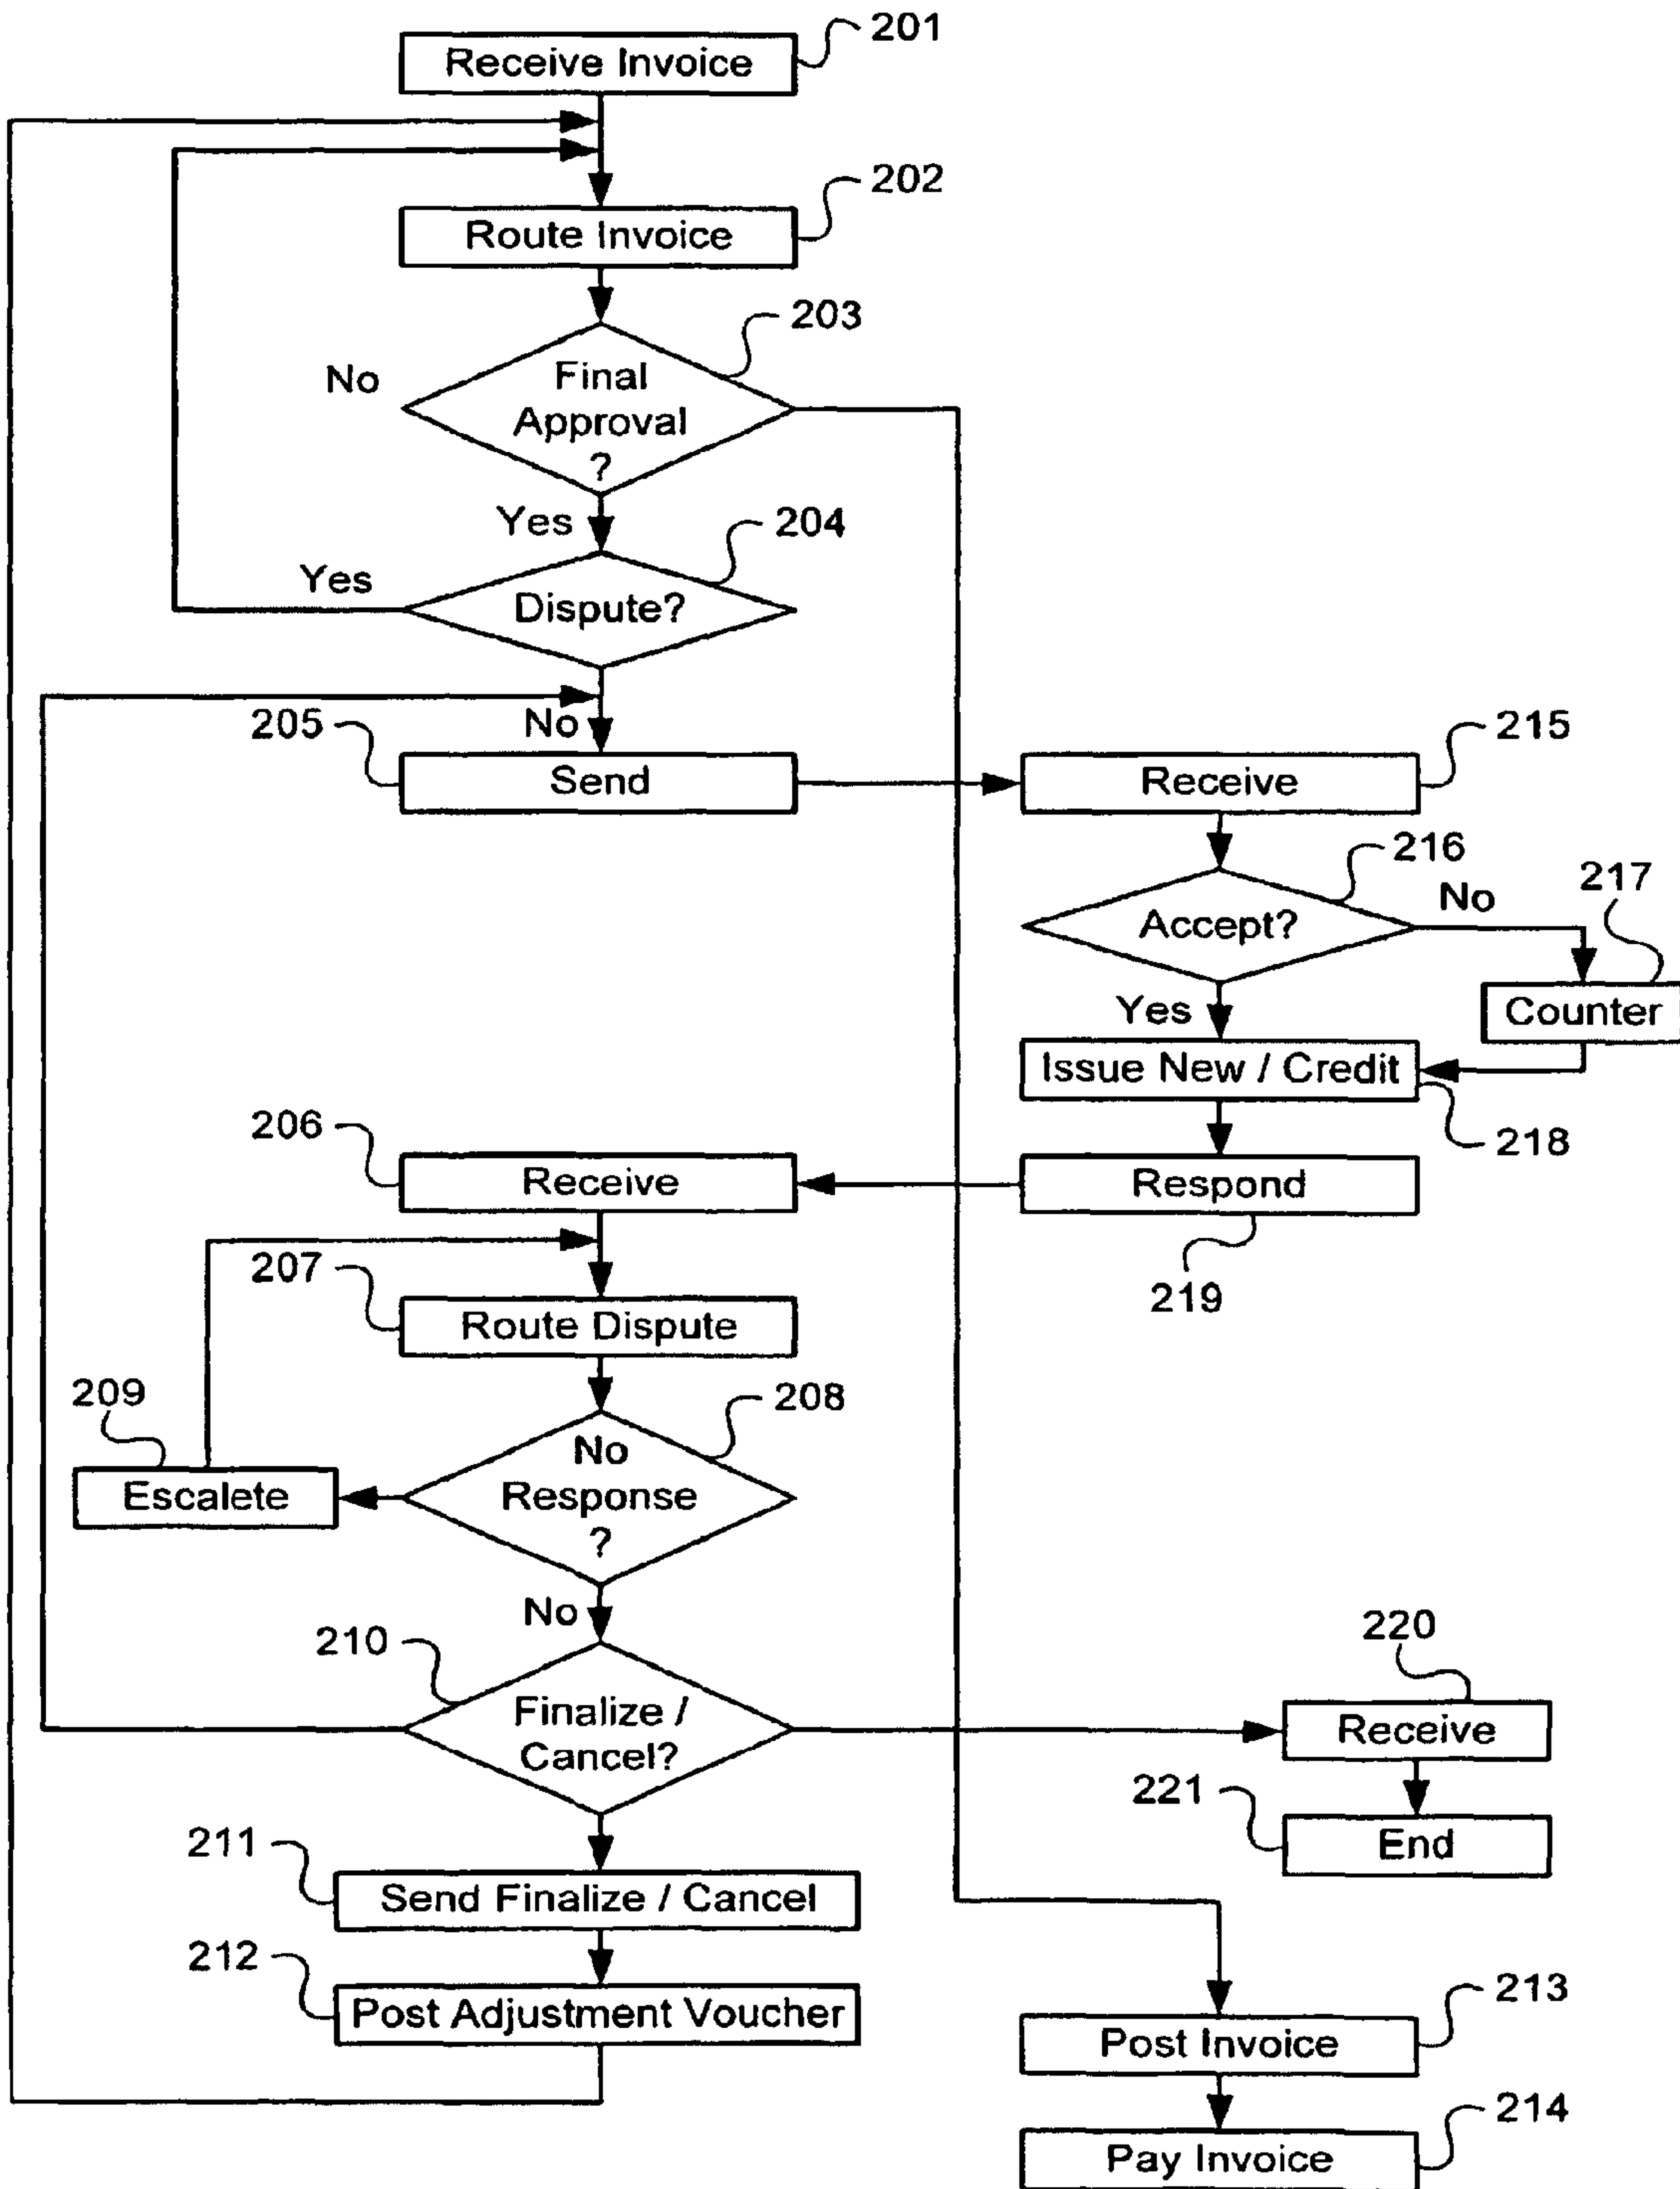 201
Receive Invoice
202
Route Invoice
203
No
Final
Approval
?
Yes
204
Yes
Dispute?
205
No
Send
215
Receive
216
217
No
Accept?
Yes
Counter
Issue New / Credit
218
206
Receive
Respond
219
207
Route Dispute
209
208
No
Response
?
Escalete
No
210
Finalize /
Cancel?
220
Receive
221
End
211
Send Finalize / Cancel
212
Post Adjustment Voucher
213
Post Invoice
214
Pay Invoice